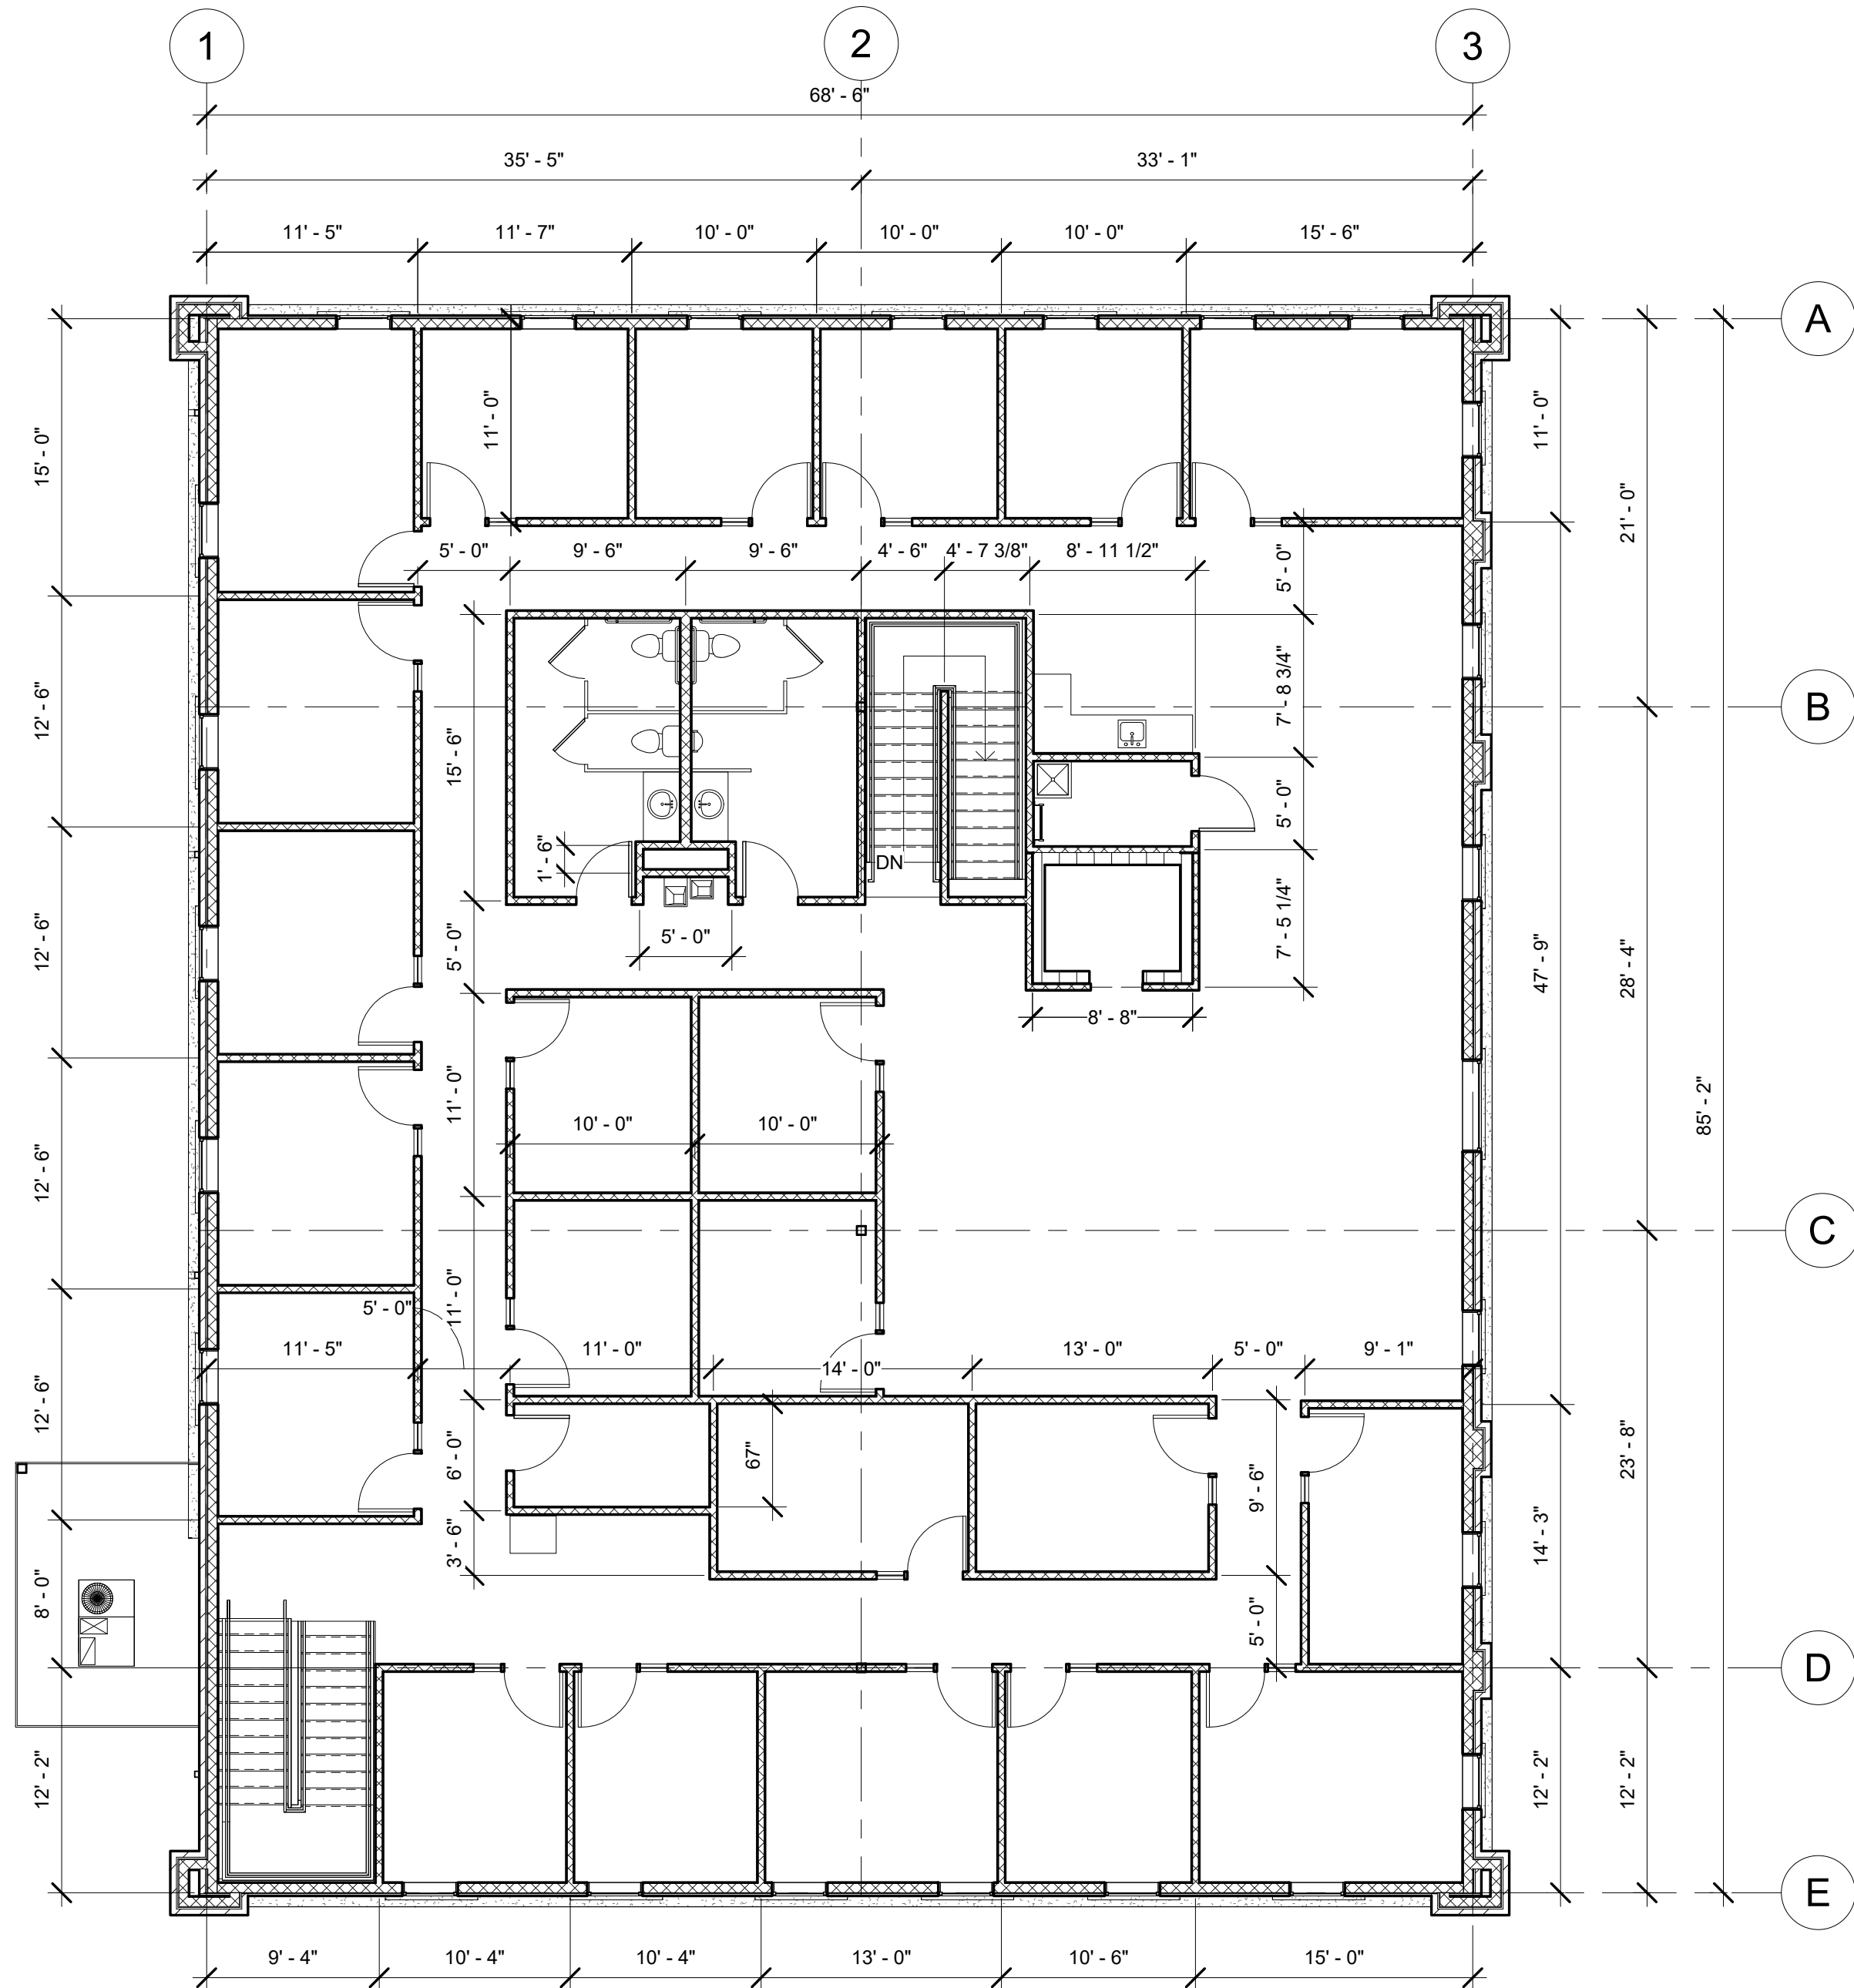 1 2 3
68' - 6"
35' - 5" 33' - 1"
11' - 5" 11' - 7" 10' - 0" 10' - 0" 10' - 0" 15' - 6"
A
15' - 0" 11' - 0" 11' - 0"
21' - 0"
5' - 0" 9' - 6" 9' - 6" 4' - 6" 4' - 7 3/8" 8' - 11 1/2" 5' - 0"
12' - 6" 7' - 8 3/4" B
15' - 6"
5' - 0"
1' - 6" DN
12' - 6" 5' - 0" 5' - 0" 7' - 5 1/4" 47' - 9" 28' - 4"
8' - 8"
11' - 0" 10' - 0" 10' - 0" 85' - 2"
12' - 6"
C
5' - 0" 11' - 0"
12' - 6" 11' - 5" 11' - 0" 14' - 0" 13' - 0" 5' - 0" 9' - 1"
6' - 0" 67" 9' - 6" 23' - 8"
3' - 6" 14' - 3"
8' - 0" 5' - 0"
D
12' - 2" 12' - 2" 12' - 2"
E
9' - 4" 10' - 4" 10' - 4" 13' - 0" 10' - 6" 15' - 0"